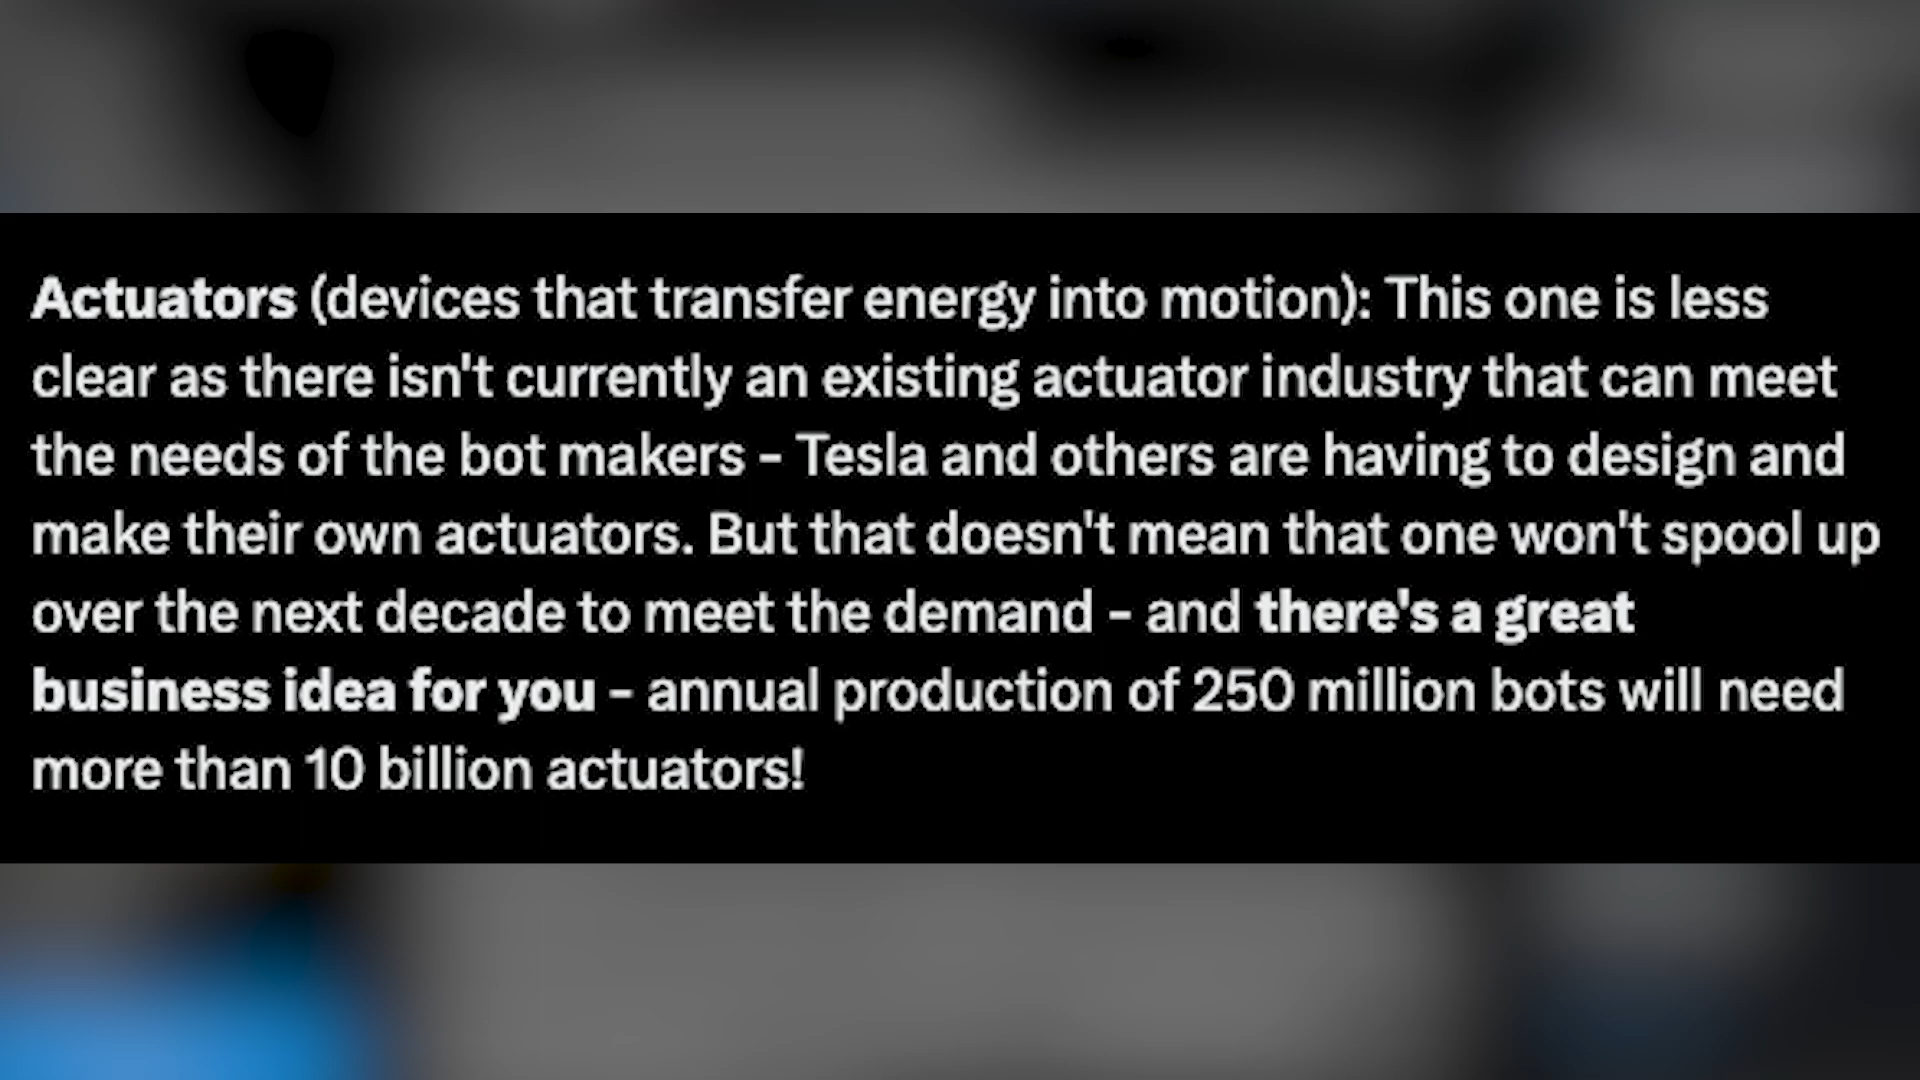 Actuators (devices that transfer energy into motion): This one is less
clear as there isn't currently an existing actuator industry that can meet
the needs of the bot makers - Tesla and others are having to design and
make their own actuators. But that doesn't mean that one won't spool up
over the next decade to meet the demand - and there's a great
business idea for you - annual production of 250 million bots will need
more than 10 billion actuators!